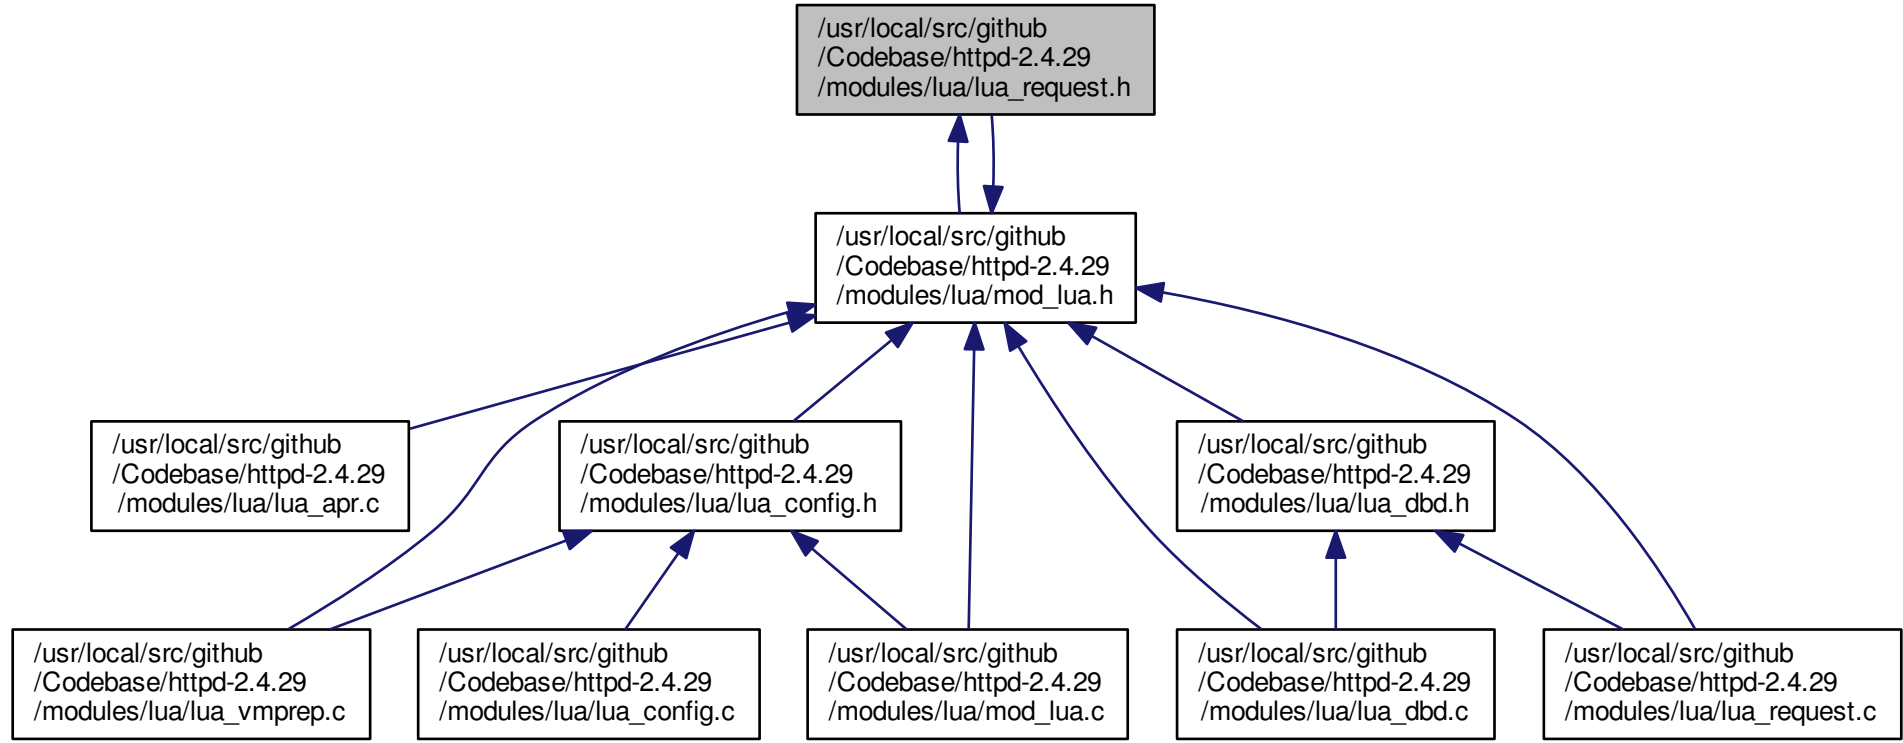 /usr/local/src/github
/Codebase/httpd-2.4.29
/modules/lua/lua_request.h
/usr/local/src/github
/Codebase/httpd-2.4.29
/modules/lua/mod_lua.h
/usr/local/src/github
/Codebase/httpd-2.4.29
/modules/lua/lua_apr.c
/usr/local/src/github
/Codebase/httpd-2.4.29
/modules/lua/lua_config.h
/usr/local/src/github
/Codebase/httpd-2.4.29
/modules/lua/lua_dbd.h
/usr/local/src/github
/Codebase/httpd-2.4.29
/modules/lua/lua_vmprep.c
/usr/local/src/github
/Codebase/httpd-2.4.29
/modules/lua/lua_config.c
/usr/local/src/github
/Codebase/httpd-2.4.29
/modules/lua/mod_lua.c
/usr/local/src/github
/Codebase/httpd-2.4.29
/modules/lua/lua_dbd.c
/usr/local/src/github
/Codebase/httpd-2.4.29
/modules/lua/lua_request.c